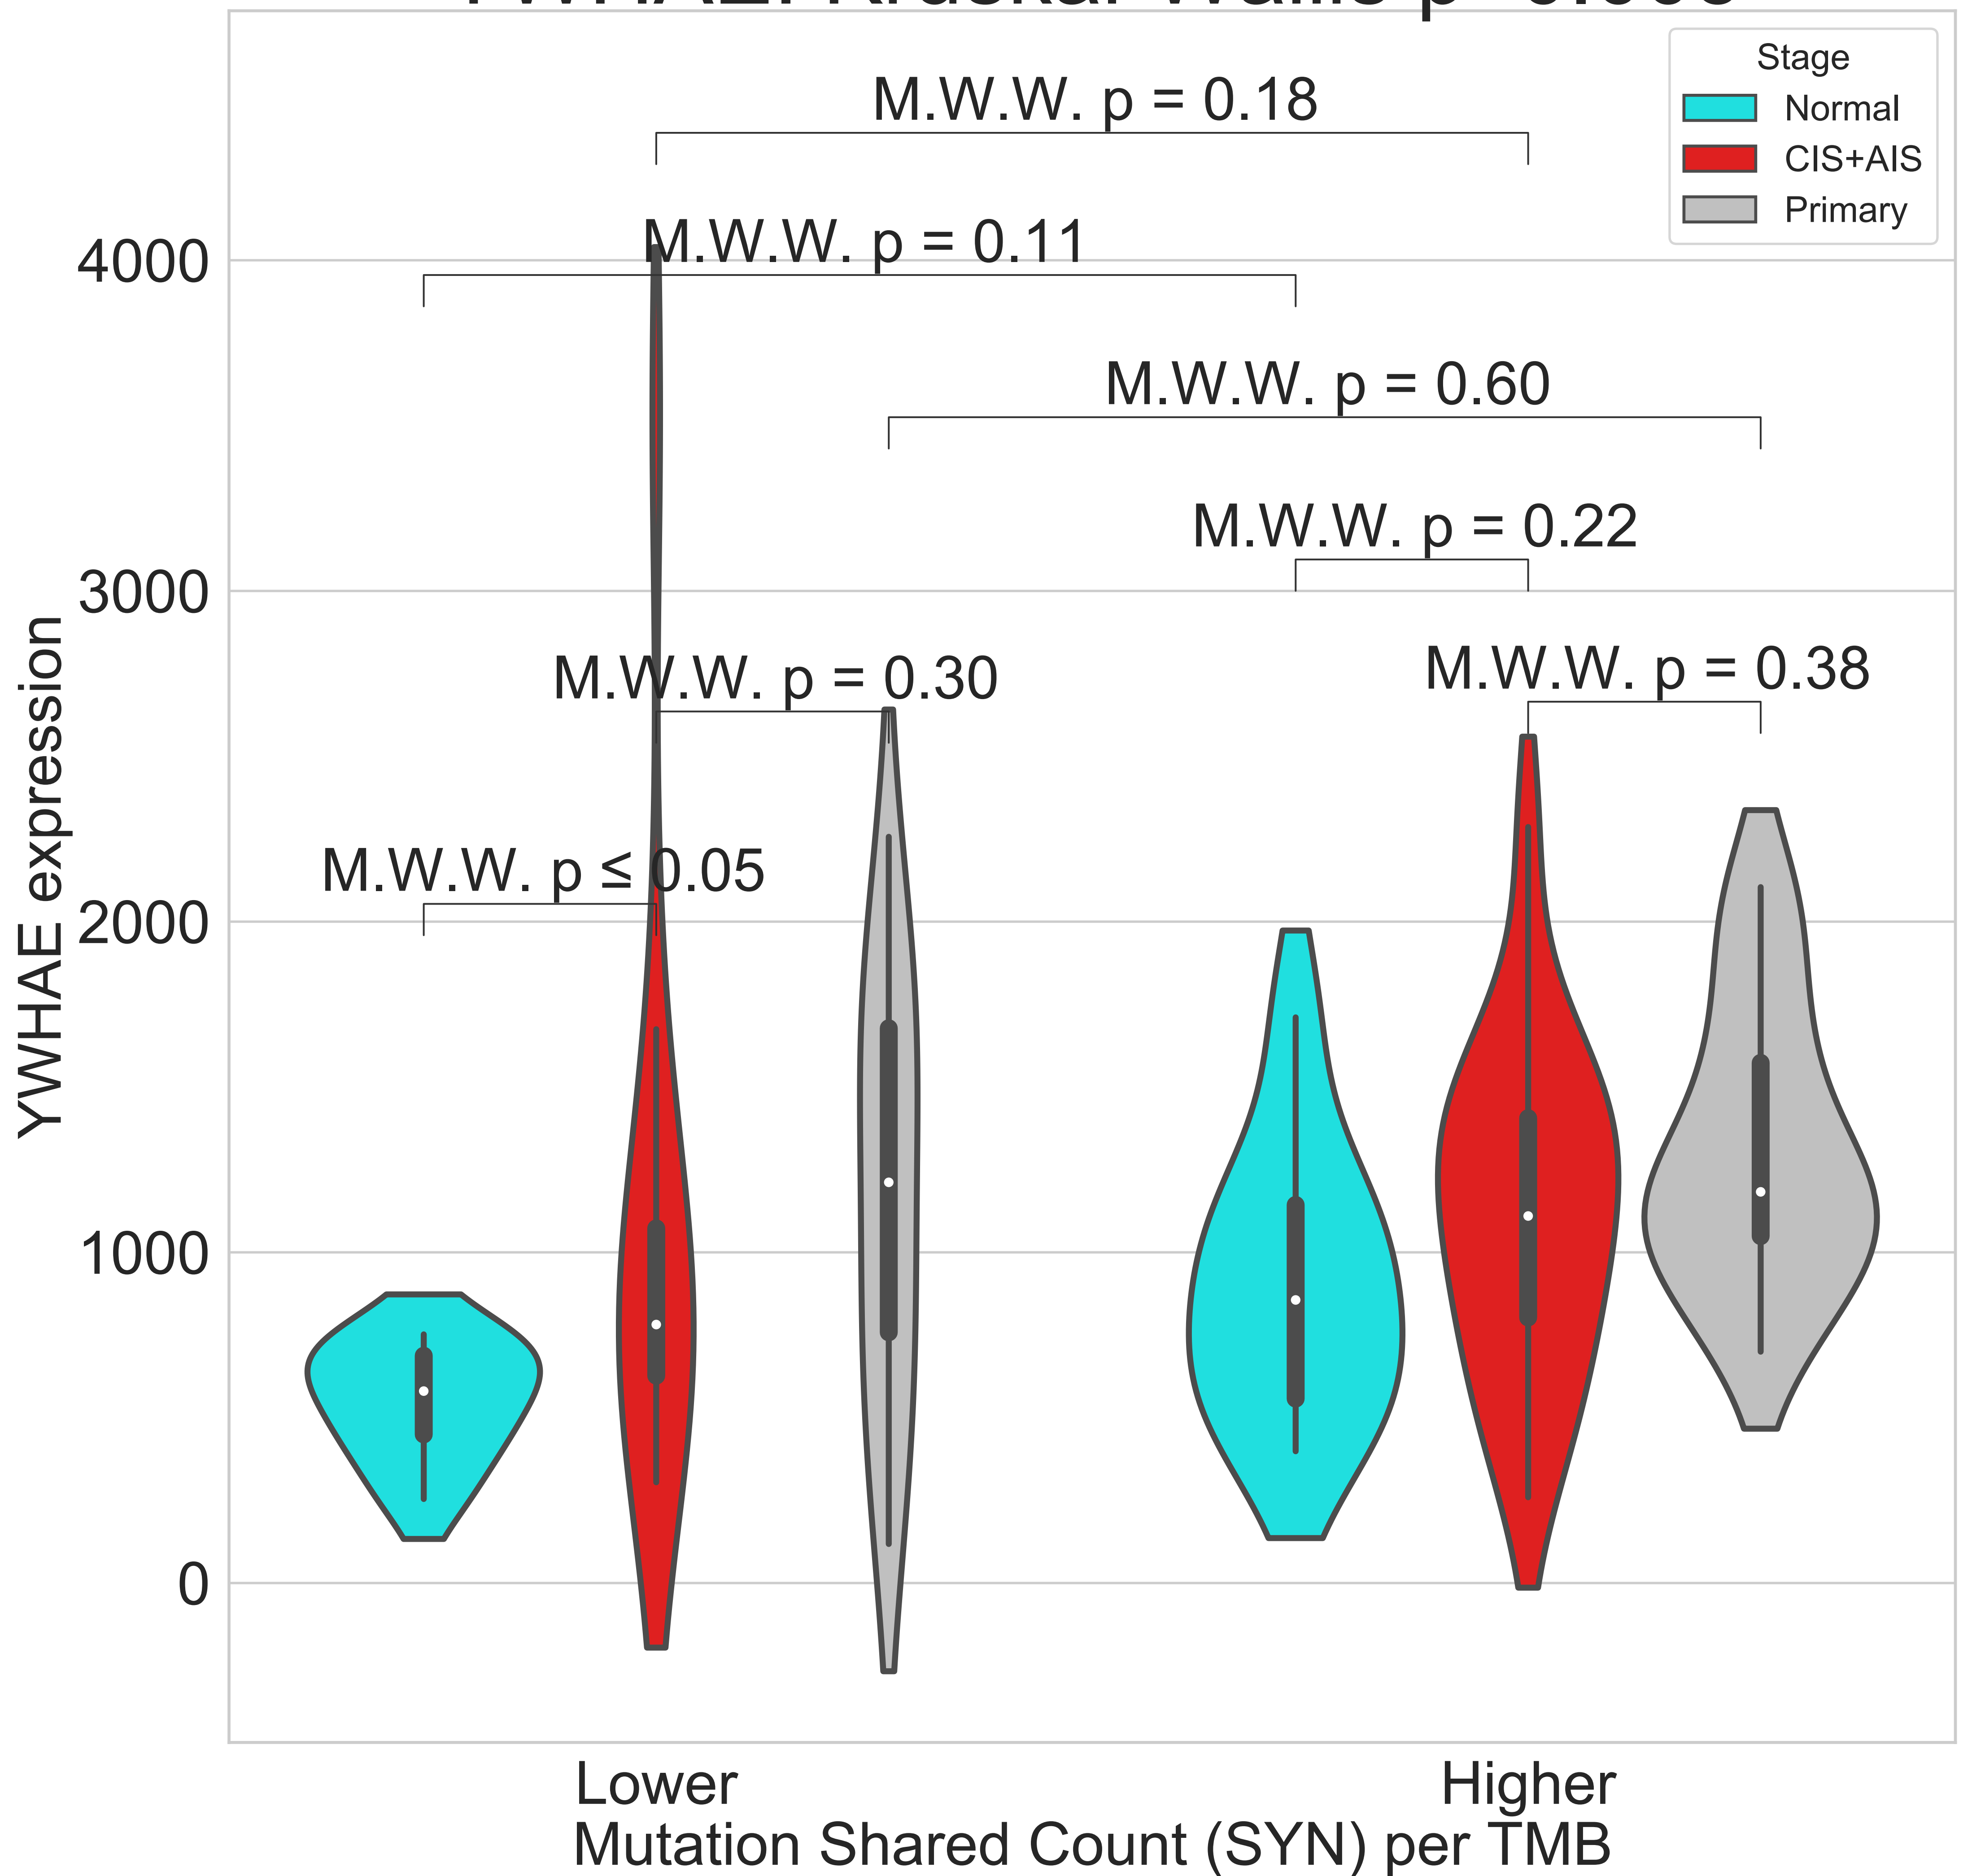 Stage
Normal
CIS+AIS
Primary
M.W.W. p = 0.18
M.W.W. p = 0.11
M.W.W. p = 0.60
M.W.W. p = 0.22
M.W.W. p = 0.30
M.W.W. p = 0.38
M.W.W. p ≤ 0.05
4000
3000
2000
1000
0
YWHAE expression
Lower
Higher
Mutation Shared Count (SYN) per TMB